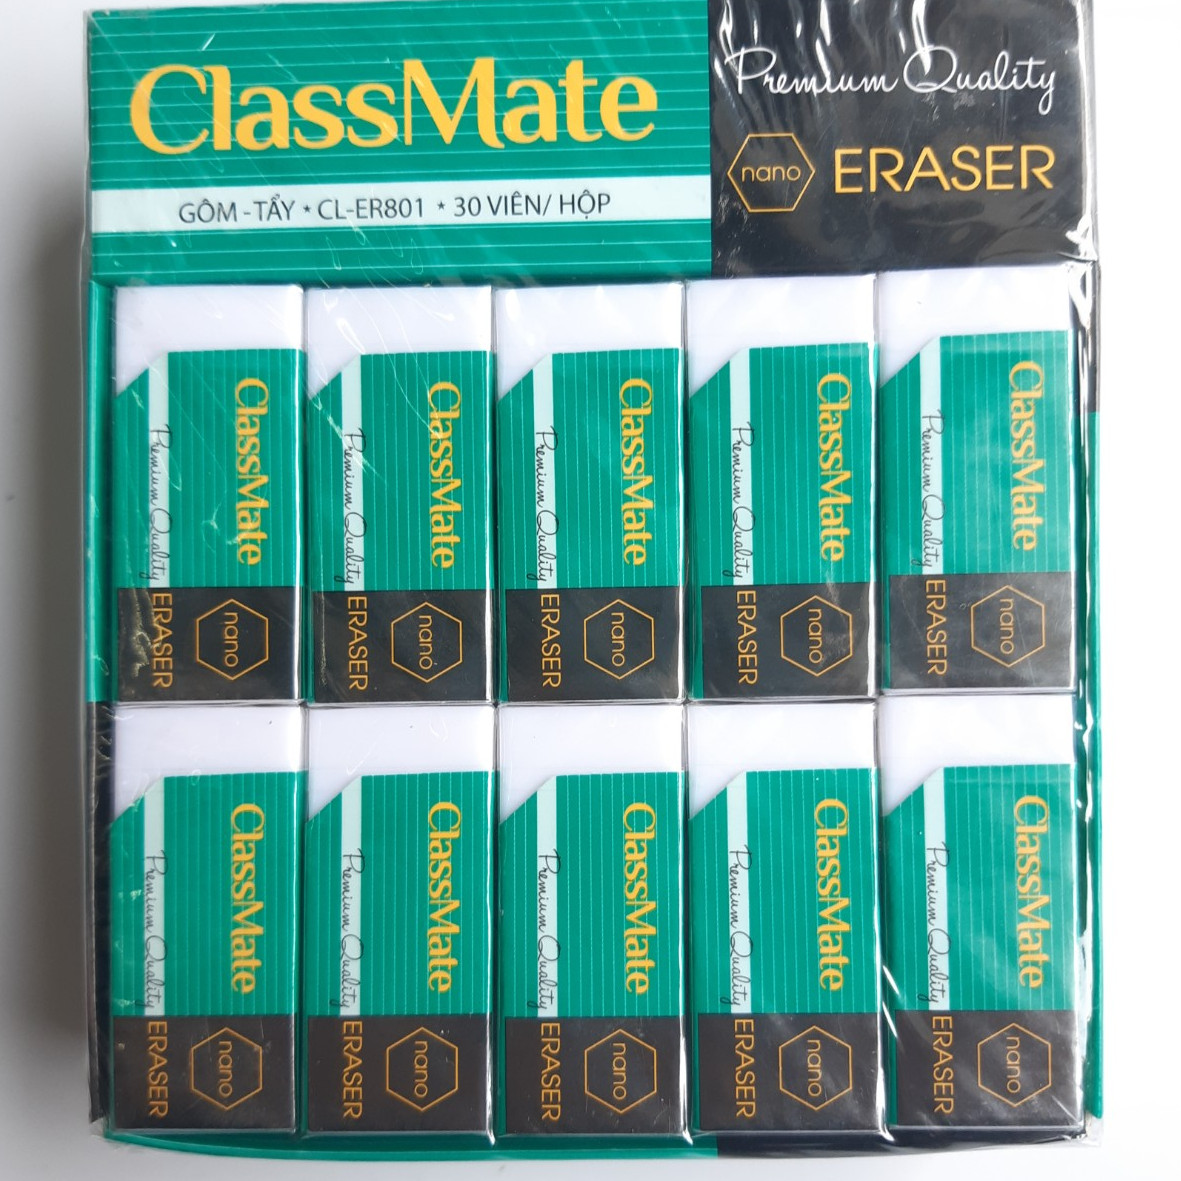 ClassMate
GÔM - TẨY * CL-ER801 * 30 VIÊN/ HỘP
Premium Quality
nano ERASER
ClassMate
Premium Quality
nano
ERASER
ClassMate
Premium Quality
nano
ERASER
ClassMate
Premium Quality
nano
ERASER
ClassMate
Premium Quality
nano
ERASER
ClassMate
Premium Quality
nano
ERASER
ClassMate
Premium Quality
nano
ERASER
ClassMate
Premium Quality
nano
ERASER
ClassMate
Premium Quality
nano
ERASER
ClassMate
Premium Quality
nano
ERASER
ClassMate
Premium Quality
nano
ERASER